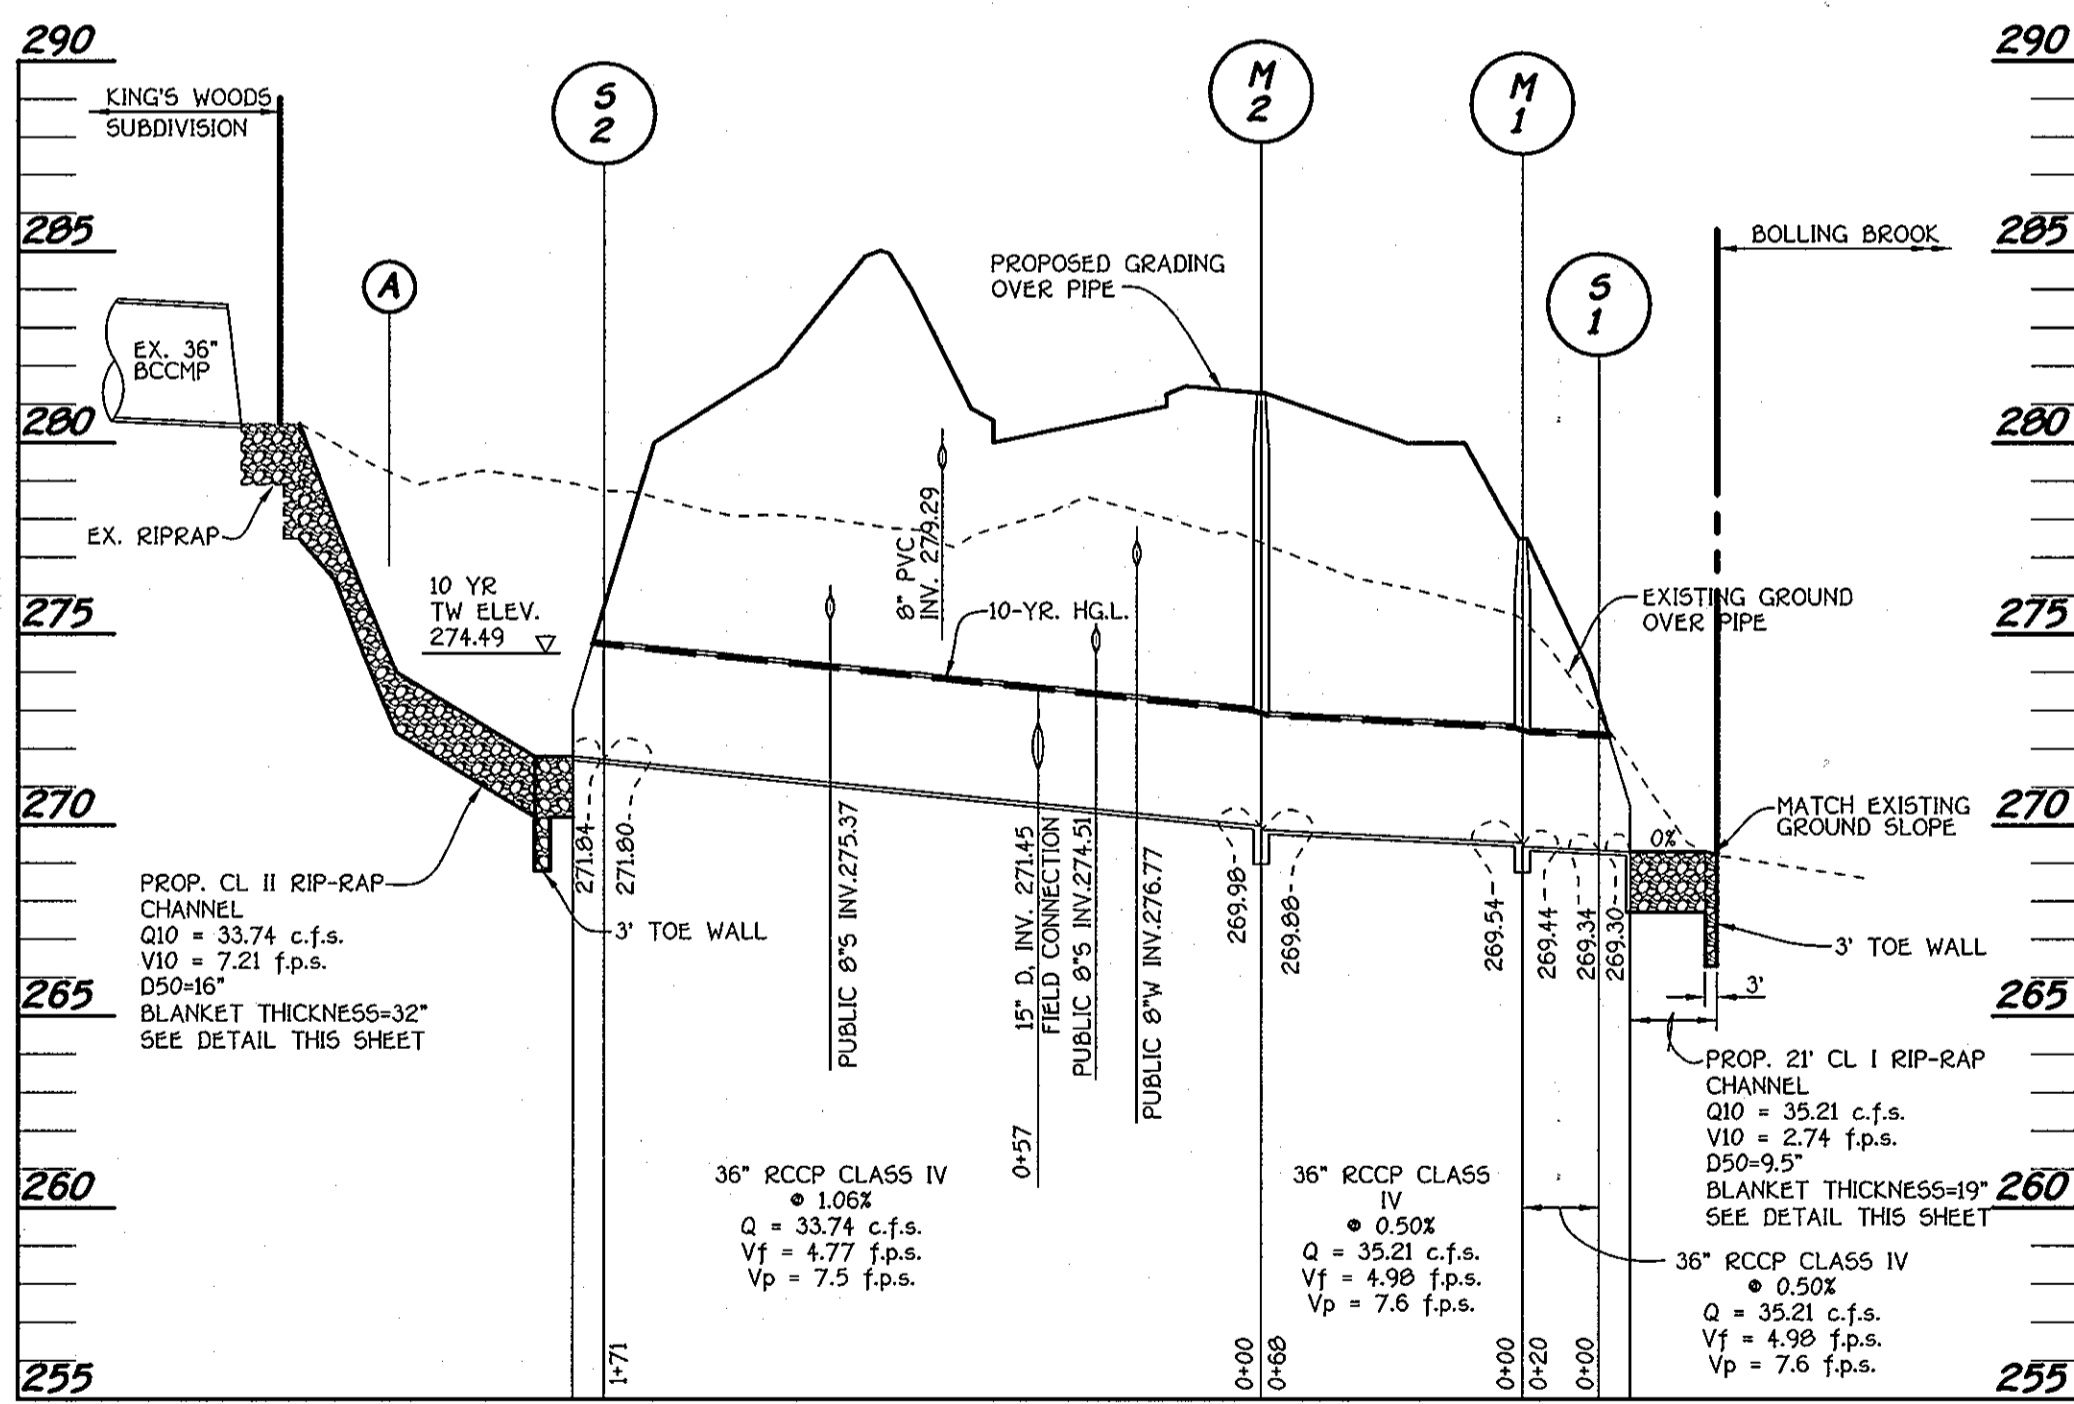 290
290
KING'S WOODS
SUBDIVISION
S
2
M
2
M
1
285
285
BOLLING BROOK
A
PROPOSED GRADING
OVER PIPE
S
1
EX. 36"
BCCMP
280
280
EX. RIPRAP
8" PVC
INV. 279.29
10 YR
TW ELEV.
274.49
10-YR. HG.L.
EXISTING GROUND
OVER PIPE
275
275
270
270
MATCH EXISTING
GROUND SLOPE
0%
271.84
271.80
PUBLIC 8"S INV.275.37
15" D, INV. 271.45
FIELD CONNECTION
PUBLIC 8"S INV.274.51
PUBLIC 8"W INV.276.77
269.98
269.88
269.54
269.44
269.34
269.30
PROP. CL II RIP-RAP
CHANNEL
Q10 = 33.74 c.f.s.
V10 = 7.21 f.p.s.
D50=16"
BLANKET THICKNESS=32"
SEE DETAIL THIS SHEET
3' TOE WALL
3' TOE WALL
265
265
3'
PROP. 21' CL I RIP-RAP
CHANNEL
Q10 = 35.21 c.f.s.
V10 = 2.74 f.p.s.
D50=9.5"
BLANKET THICKNESS=19"
SEE DETAIL THIS SHEET
0+57
260
260
36" RCCP CLASS IV
@ 1.06%
Q = 33.74 c.f.s.
Vf = 4.77 f.p.s.
Vp = 7.5 f.p.s.
36" RCCP CLASS
IV
@ 0.50%
Q = 35.21 c.f.s.
Vf = 4.98 f.p.s.
Vp = 7.6 f.p.s.
36" RCCP CLASS IV
@ 0.50%
Q = 35.21 c.f.s.
Vf = 4.98 f.p.s.
Vp = 7.6 f.p.s.
255
255
1+71
0+00
0+68
0+00
0+20
0+00